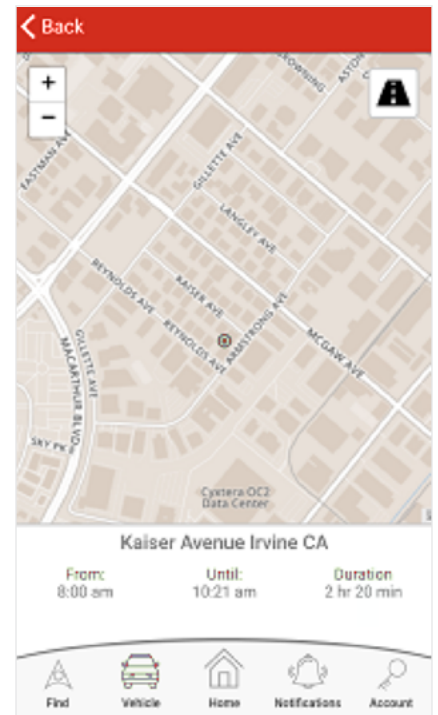 Back
+
−
BROWNING
ASTON
EASTMAN AVE
GILLETTE AVE
LANGLEY AVE
REYNOLDS AVE
KAISER AVE
REYNOLDS AVE
ARMSTRONG AVE
MCGAW AVE
GILLETTE AVE
MACARTHUR BLVD
SKY PK
Cyxtera OC2
Data Center
Kaiser Avenue Irvine CA
From: Until: Duration
8:00 am 10:21 am 2 hr 20 min
Find Vehicle Home Notifications Account